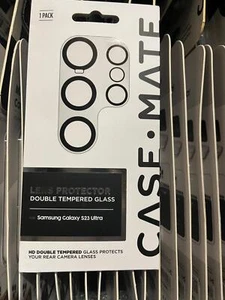 1 PACK
CASE·MATE
LENS PROTECTOR
DOUBLE TEMPERED GLASS
Samsung Galaxy S23 Ultra
HD DOUBLE TEMPERED GLASS PROTECTS
YOUR REAR CAMERA LENSES